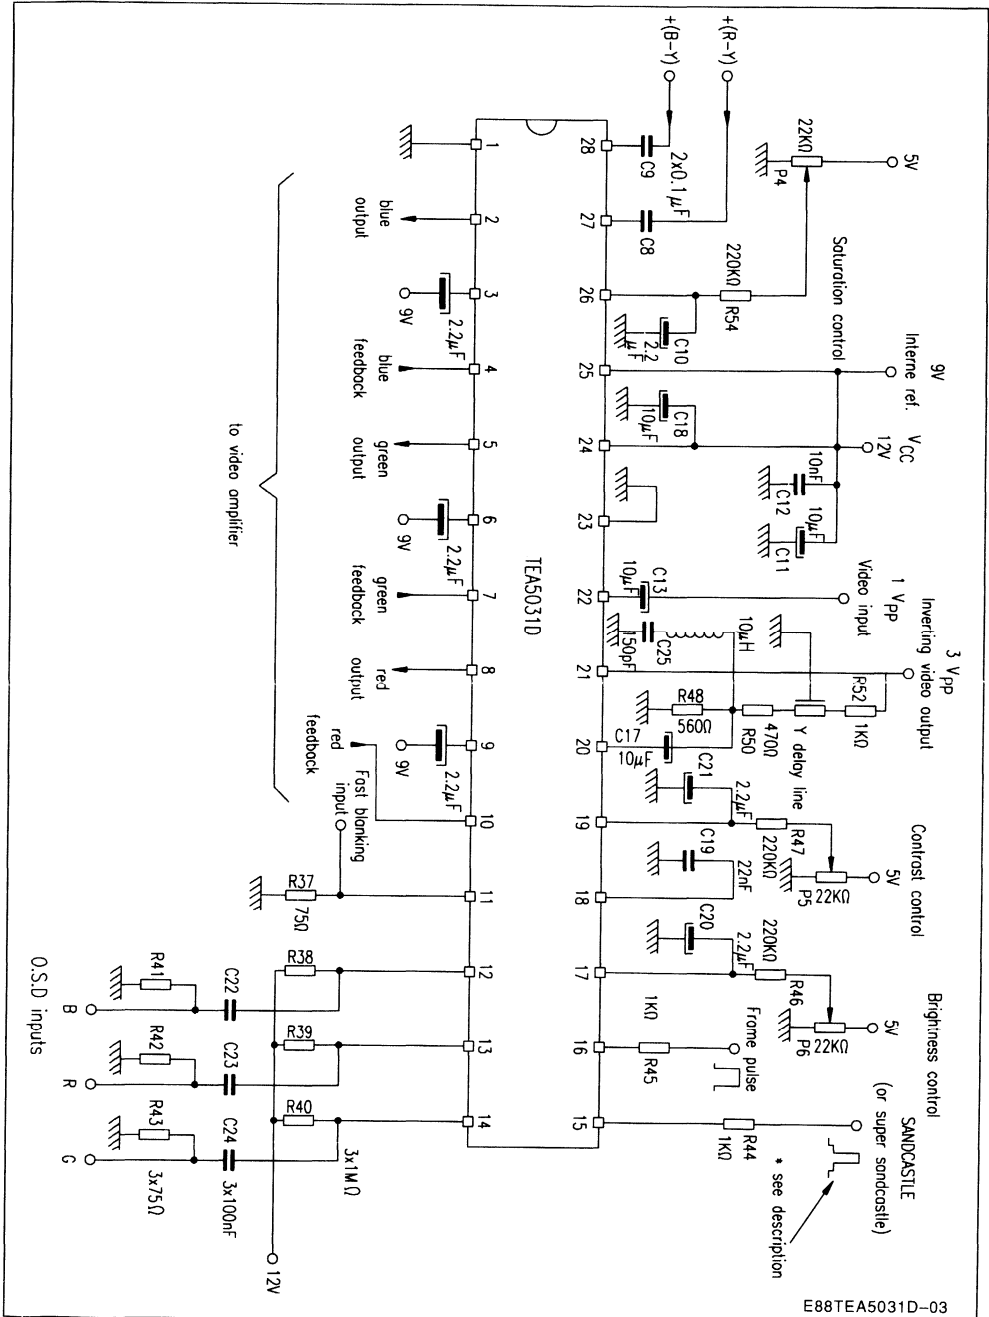 +(B-Y)
+(R-Y)
22KΩ
P4
5V
2x0.1µF
C9
C8
220KΩ
R54
Saturation control
2.2
µF
C10
9V
Interne ref.
VCC
12V
C18
10µF
10nF
C12
10µF
C11
1 Vpp
Video input
C13
10µF
3 Vpp
Inverting video output
10µH
C25
150pF
R52
1KΩ
Y delay line
470Ω
R50
R48
560Ω
C17
10µF
C21
2.2µF
R47
220KΩ
P5
22KΩ
5V
Contrast control
C19
22nF
C20
2.2µF
220KΩ
R46
P6
22KΩ
5V
Brightness control
1KΩ
R45
Frame pulse
SANDCASTLE
(or super sandcastle)
R44
1KΩ
* see description
28
27
26
25
24
23
22
21
20
19
18
17
16
15
TEA5031D
1
2
3
4
5
6
7
8
9
10
11
12
13
14
blue
output
2.2µF
9V
blue
feedback
green
output
2.2µF
9V
green
feedback
red
output
2.2µF
9V
red
feedback
to video amplifier
Fast blanking
input
R37
75Ω
R38
R39
R40
3x1MΩ
12V
R41
C22
B
R42
C23
R
R43
C24
G
3x75Ω
3x100nF
O.S.D inputs
E88TEA5031D-03